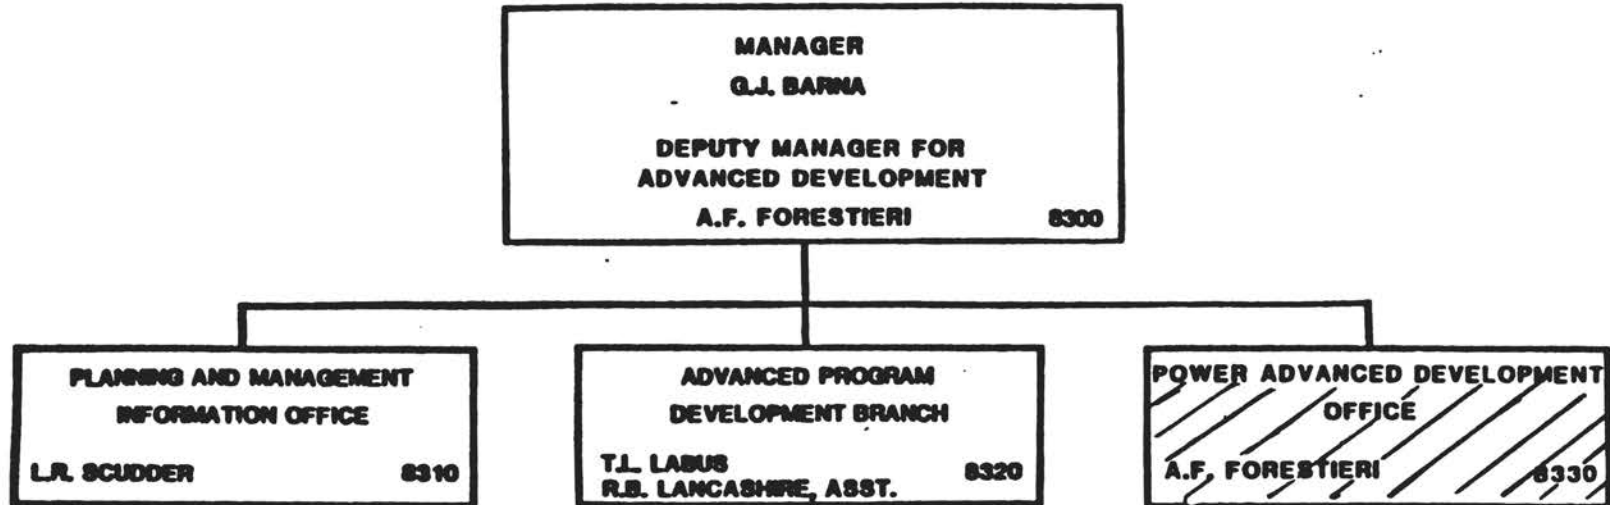 MANAGER
G.J. BARNA
DEPUTY MANAGER FOR
ADVANCED DEVELOPMENT
A.F. FORESTIERI 8300
PLANNING AND MANAGEMENT
INFORMATION OFFICE
L.R. SCUDDER 8310
ADVANCED PROGRAM
DEVELOPMENT BRANCH
T.L. LABUS 8320
R.B. LANCASHIRE, ASST.
POWER ADVANCED DEVELOPMENT
OFFICE
A.F. FORESTIERI 8330